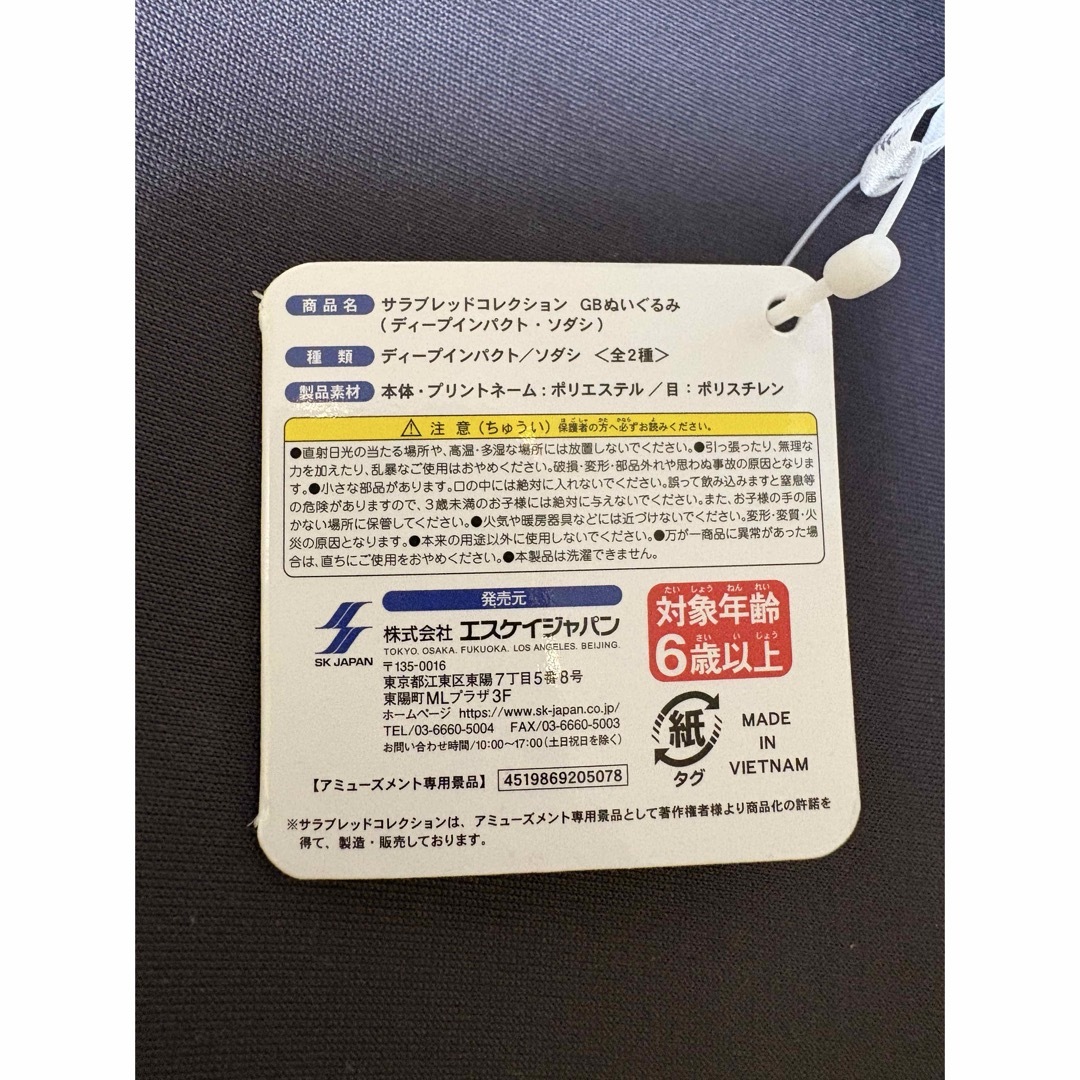 商品名 サラブレッドコレクション GBぬいぐるみ
(ディープインパクト・ソダシ)
種類 ディープインパクト/ソダシ <全2種>
製品素材 本体・プリントネーム:ポリエステル/目:ポリスチレン
⚠ 注意(ちゅうい)保護者の方へ必ずお読みください。
●直射日光の当たる場所や、高温・多湿な場所には放置しないでください。●引っ張ったり、無理な
力を加えたり、乱暴なご使用はおやめください。破損・変形・部品外れや思わぬ事故の原因となりま
す。●小さな部品があります。口の中には絶対に入れないでください。誤って飲み込みますと窒息等
の危険がありますので、3歳未満のお子様には絶対に与えないでください。また、お子様の手の届
かない場所に保管してください。●火気や暖房器具などには近づけないでください。変形・変質・火
災の原因となります。●本来の用途以外に使用しないでください。●万が一商品に異常があった場
合は、直ちにご使用をおやめください。●本製品は洗濯できません。
発売元
SK JAPAN
株式会社 エスケイジャパン
TOKYO. OSAKA. FUKUOKA. LOS ANGELES. BEIJING.
〒135-0016
東京都江東区東陽7丁目5番8号
東陽町MLプラザ3F
ホームページ https://www.sk-japan.co.jp/
TEL/03-6660-5004 FAX/03-6660-5003
お問い合わせ時間/10:00〜17:00(土日祝日を除く)
たいしょうねんれい
対象年齢
さいいじょう
6歳以上
紙
タグ
MADE
IN
VIETNAM
【アミューズメント専用景品】 4519869205078
※サラブレッドコレクションは、アミューズメント専用景品として著作権者様より商品化の許諾を
得て、製造・販売しております。